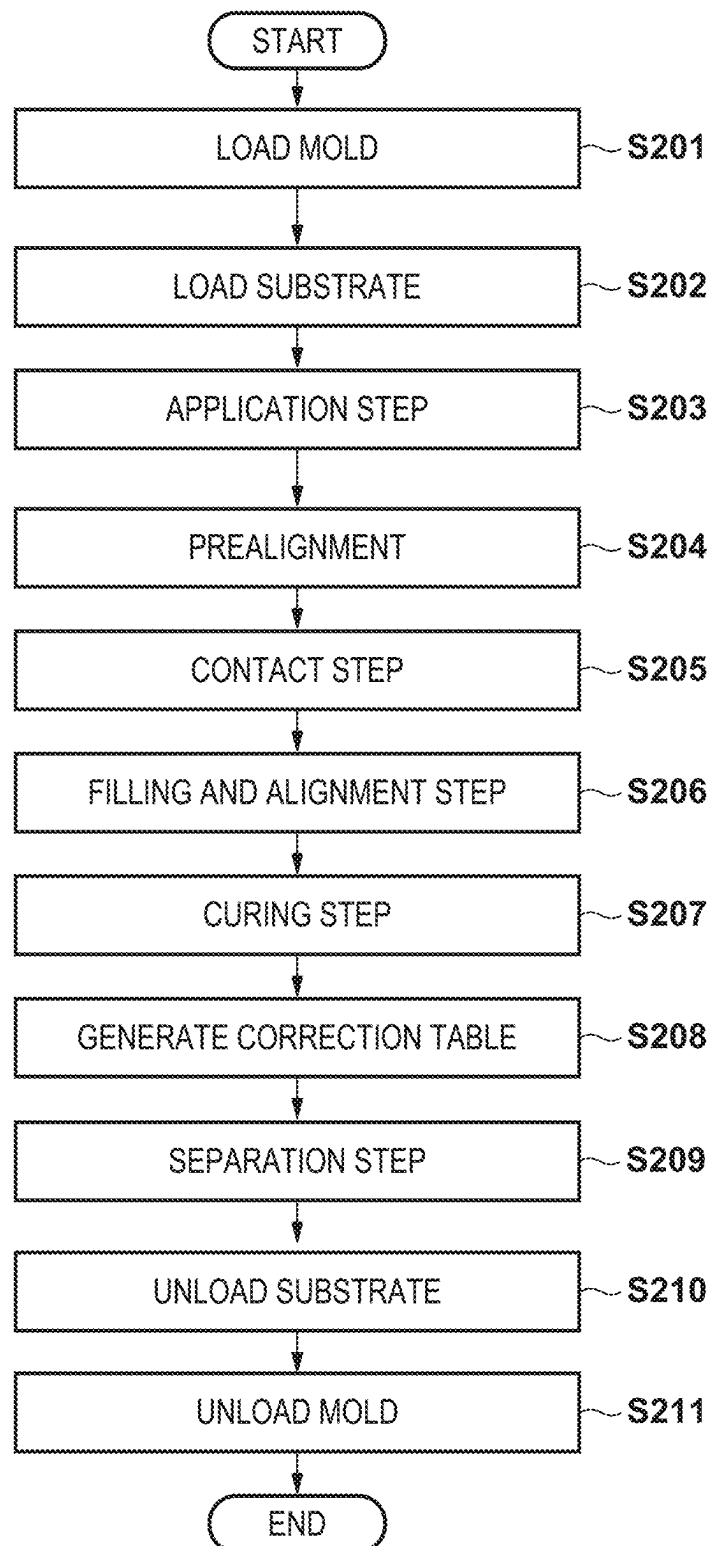 START
LOAD MOLD
S201
LOAD SUBSTRATE
S202
APPLICATION STEP
S203
PREALIGNMENT
S204
CONTACT STEP
S205
FILLING AND ALIGNMENT STEP
S206
CURING STEP
S207
GENERATE CORRECTION TABLE
S208
SEPARATION STEP
S209
UNLOAD SUBSTRATE
S210
UNLOAD MOLD
S211
END